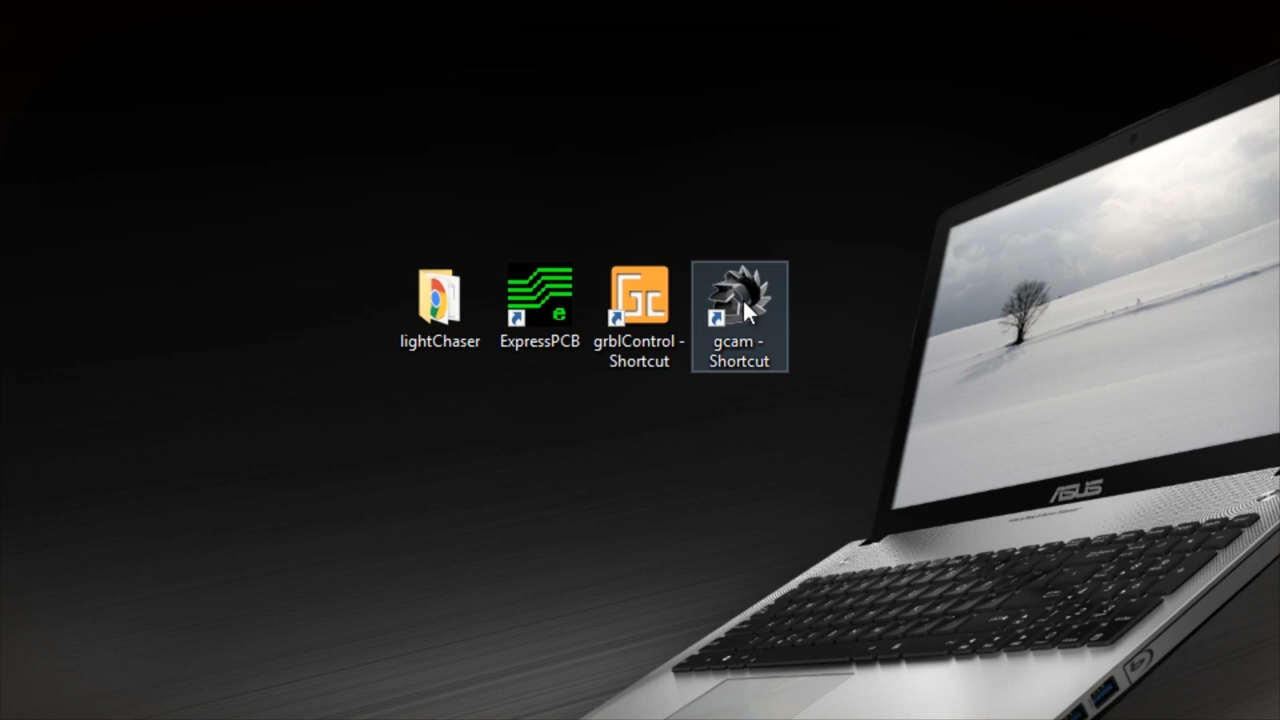 lightChaser
ExpressPCB
grblControl -
Shortcut
gcam -
Shortcut
ASUS